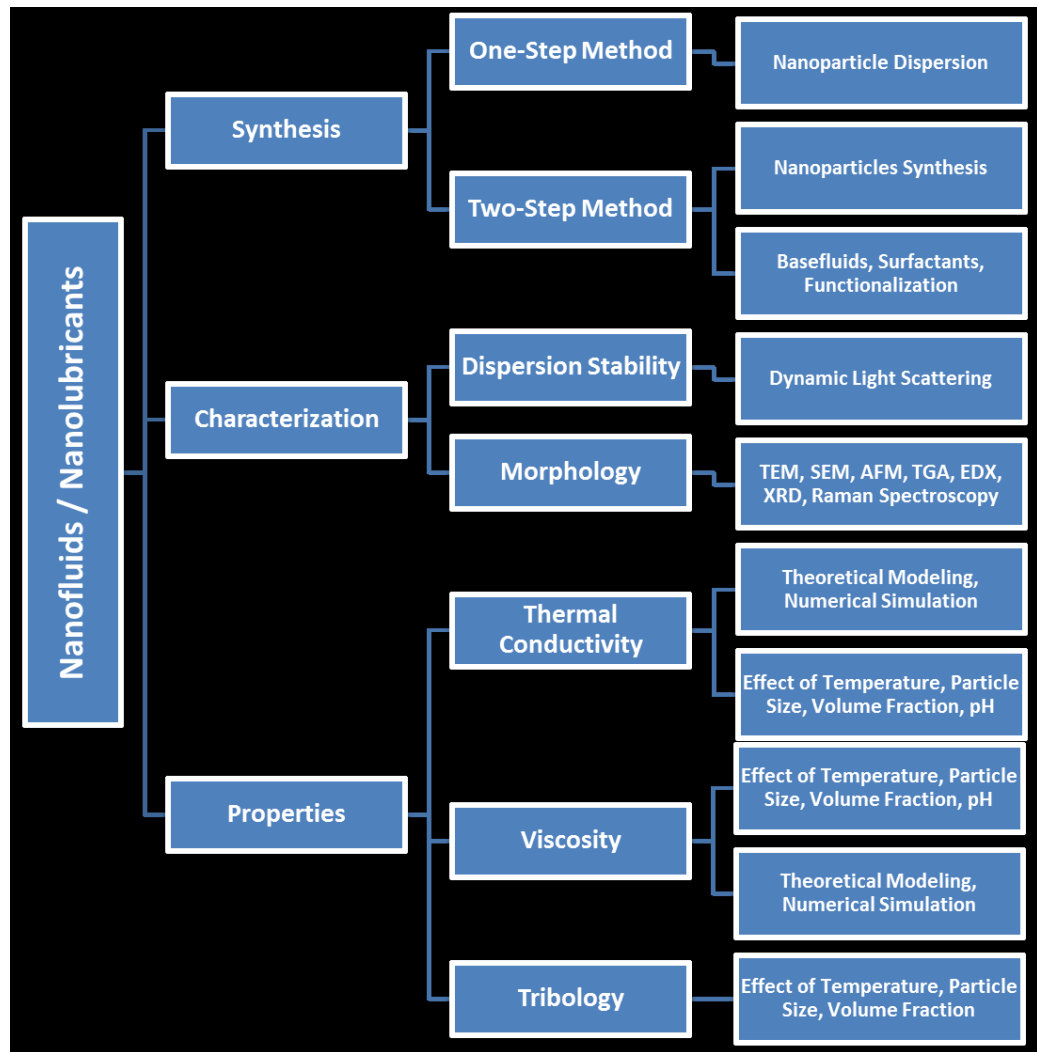 Nanofluids / Nanolubricants
Synthesis
One-Step Method
Nanoparticle Dispersion
Two-Step Method
Nanoparticles Synthesis
Basefluids, Surfactants,
Functionalization
Characterization
Dispersion Stability
Dynamic Light Scattering
Morphology
TEM, SEM, AFM, TGA, EDX,
XRD, Raman Spectroscopy
Properties
Thermal
Conductivity
Theoretical Modeling,
Numerical Simulation
Effect of Temperature, Particle
Size, Volume Fraction, pH
Viscosity
Effect of Temperature, Particle
Size, Volume Fraction, pH
Theoretical Modeling,
Numerical Simulation
Tribology
Effect of Temperature, Particle
Size, Volume Fraction